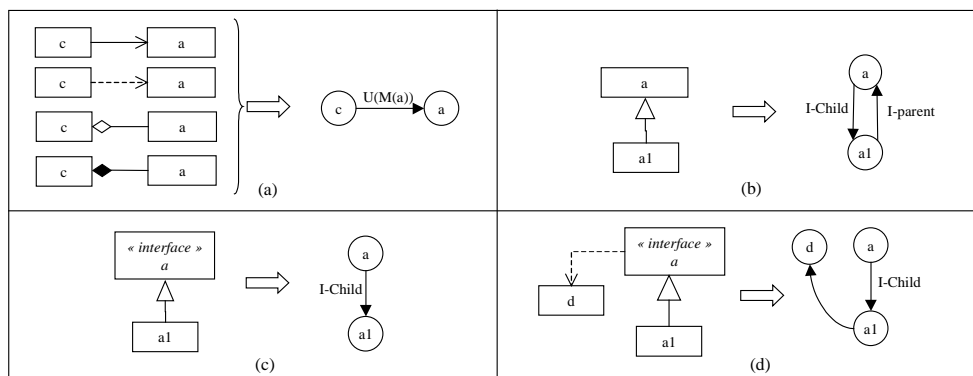 c a
c a
c a
c a
U(M(a))
c a
(a)
a
a1
a
I-Child I-parent
a1
(b)
« interface »
a
a1
a
I-Child
a1
(c)
« interface »
a
d
a1
d a
I-Child
a1
(d)